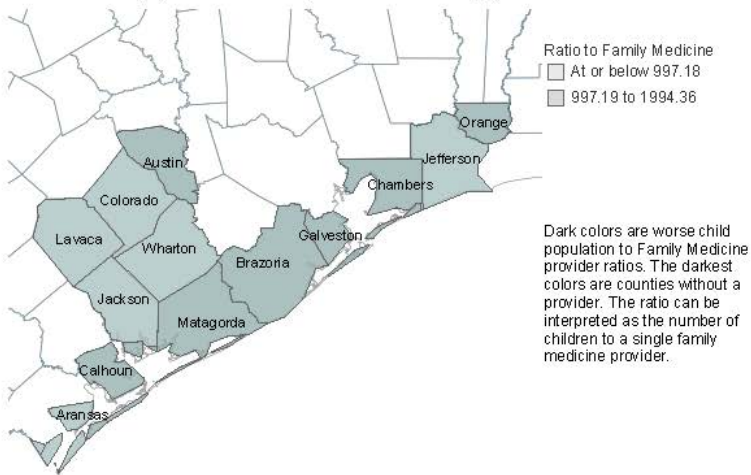 Ratio to Family Medicine
At or below 997.18
997.19 to 1994.36
Orange
Jefferson
Austin
Chambers
Colorado
Lavaca
Galveston
Wharton
Brazoria
Jackson
Matagorda
Calhoun
Aransas
Dark colors are worse child
population to Family Medicine
provider ratios. The darkest
colors are counties without a
provider. The ratio can be
interpreted as the number of
children to a single family
medicine provider.